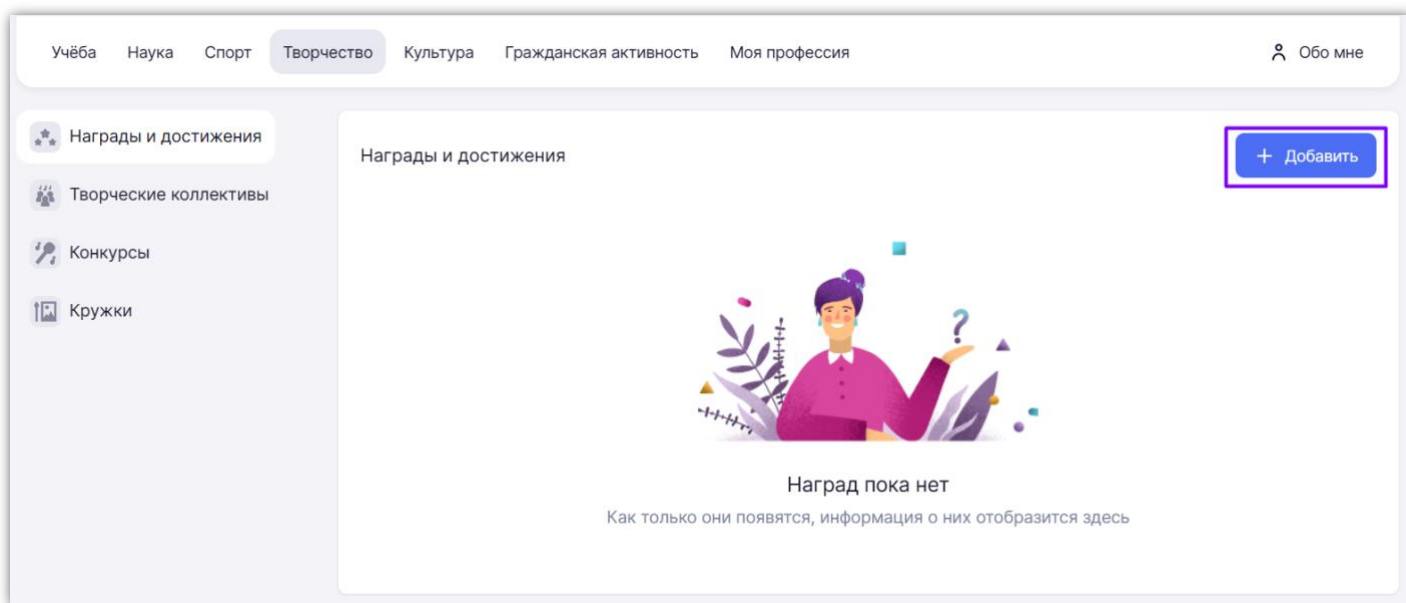 Учёба Наука Спорт Творчество Культура Гражданская активность Моя профессия Обо мне
Награды и достижения
Творческие коллективы
Конкурсы
Кружки
Награды и достижения
+ Добавить
Наград пока нет
Как только они появятся, информация о них отобразится здесь